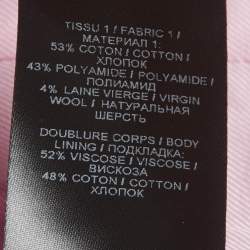 TISSU 1 / FABRIC 1 /
МАТЕРИАЛ 1:
53% COTON / COTTON /
ХЛОПОК
43% POLYAMIDE / POLYAMIDE /
ПОЛИАМИД
4% LAINE VIERGE / VIRGIN
WOOL / НАТУРАЛЬНАЯ
ШЕРСТЬ
DOUBLURE CORPS / BODY
LINING / ПОДКЛАДКА:
52% VISCOSE / VISCOSE /
ВИСКОЗА
48% COTON / COTTON /
ХЛОПОК